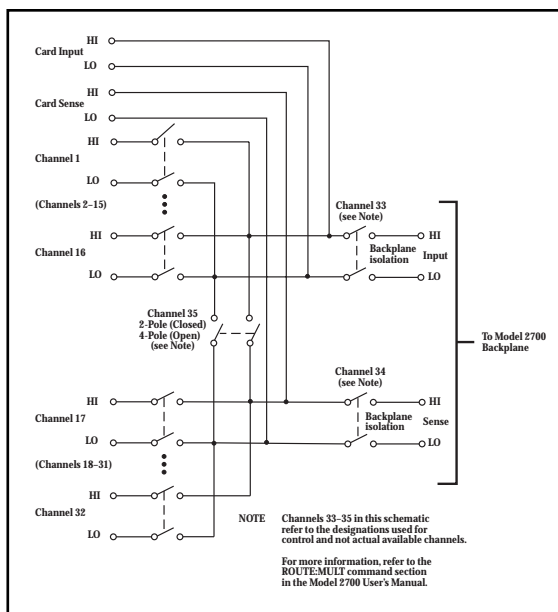 HI
Card Input
LO
HI
Card Sense
LO
HI
Channel 1
LO
(Channels 2–15)
HI
Channel 16
LO
Channel 33
(see Note)
Backplane
isolation
HI
Input
LO
Channel 35
2-Pole (Closed)
4-Pole (Open)
(see Note)
To Model 2700
Backplane
Channel 34
(see Note)
HI
Channel 17
LO
(Channels 18–31)
Backplane
isolation
HI
Sense
LO
HI
Channel 32
LO
NOTE Channels 33–35 in this schematic
refer to the designations used for
control and not actual available channels.
For more information, refer to the
ROUTE:MULT command section
in the Model 2700 User's Manual.